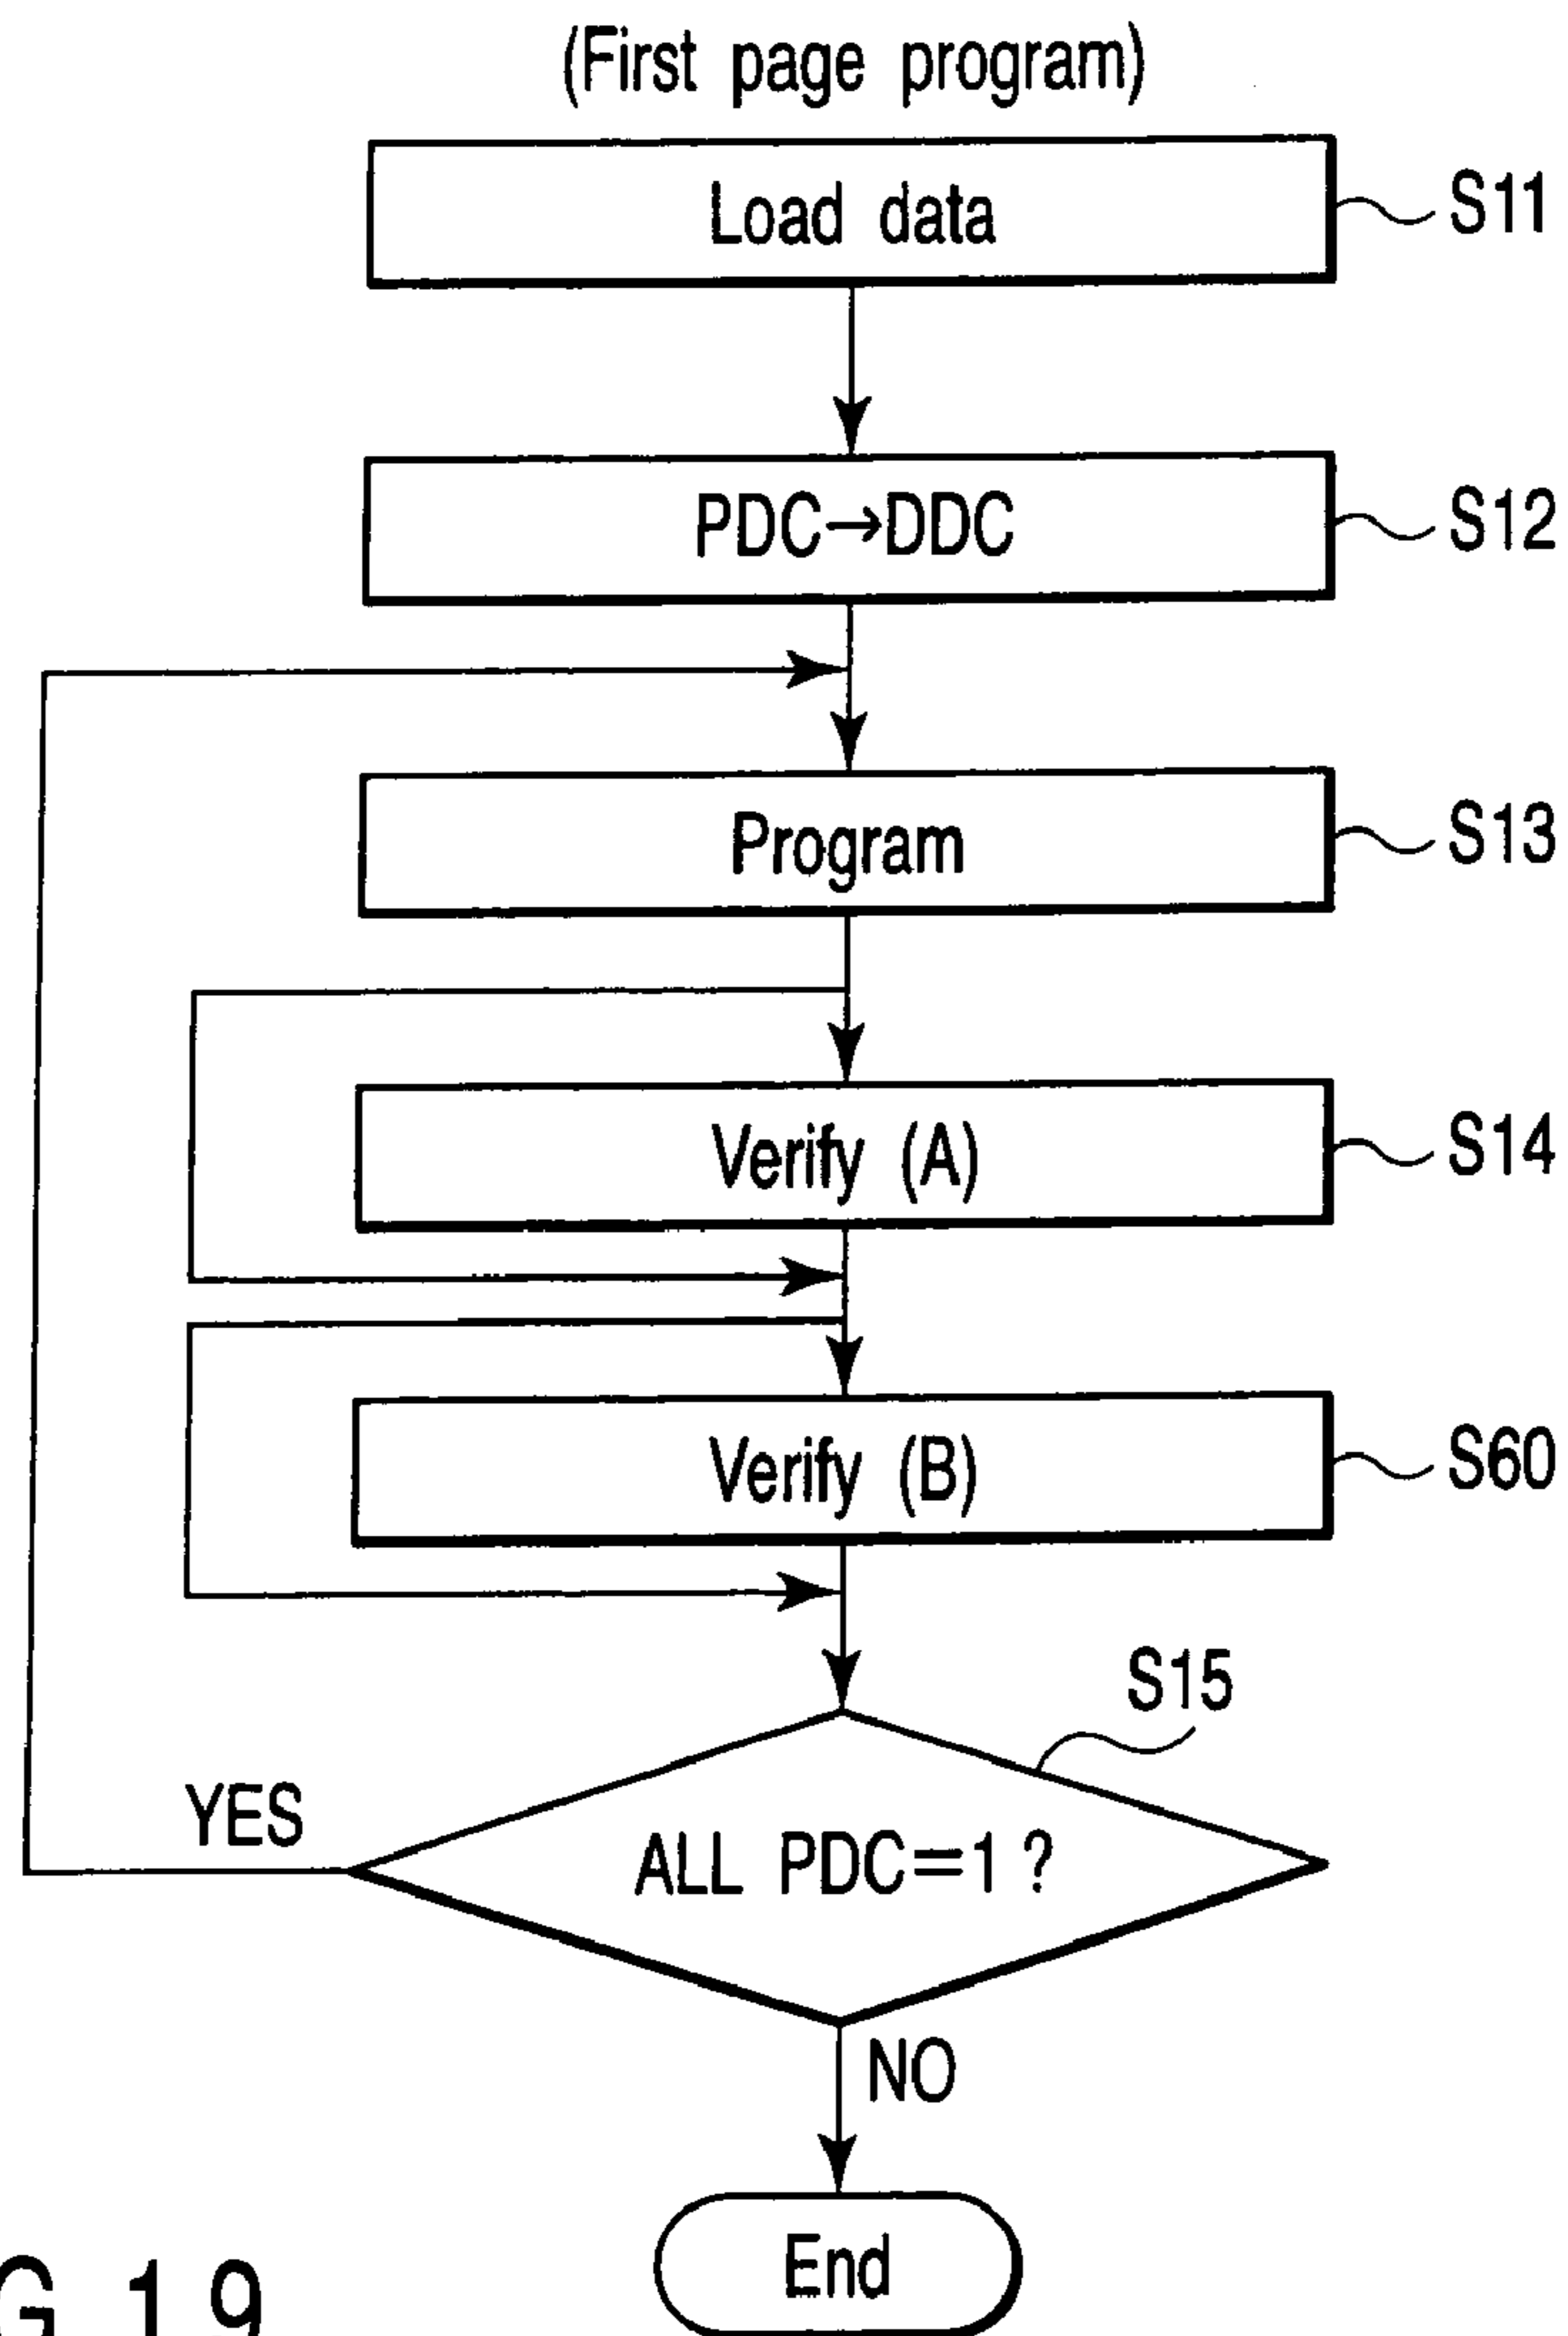 (First page program)
Load data
S11
PDC→DDC
S12
Program
S13
Verify (A)
S14
Verify (B)
S60
S15
YES
ALL PDC=1 ?
NO
End
G 19